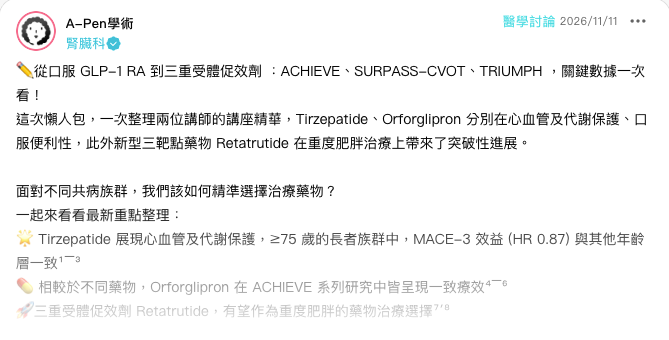 A-Pen學術
醫學討論 2026/11/11
腎臟科
從口服 GLP-1 RA 到三重受體促效劑 ：ACHIEVE、SURPASS-CVOT、TRIUMPH ，關鍵數據一次
看！
這次懶人包，一次整理兩位講師的講座精華，Tirzepatide、Orforglipron 分別在心血管及代謝保護、口
服便利性，此外新型三靶點藥物 Retatrutide 在重度肥胖治療上帶來了突破性進展。
面對不同共病族群，我們該如何精準選擇治療藥物？
一起來看看最新重點整理：
🌟 Tirzepatide 展現心血管及代謝保護，≥75 歲的長者族群中，MACE-3 效益 (HR 0.87) 與其他年齡
層一致¹⁻³
💊 相較於不同藥物，Orforglipron 在 ACHIEVE 系列研究中皆呈現一致療效⁴⁻⁶
🚀三重受體促效劑 Retatrutide，有望作為重度肥胖的藥物治療選擇⁷′⁸